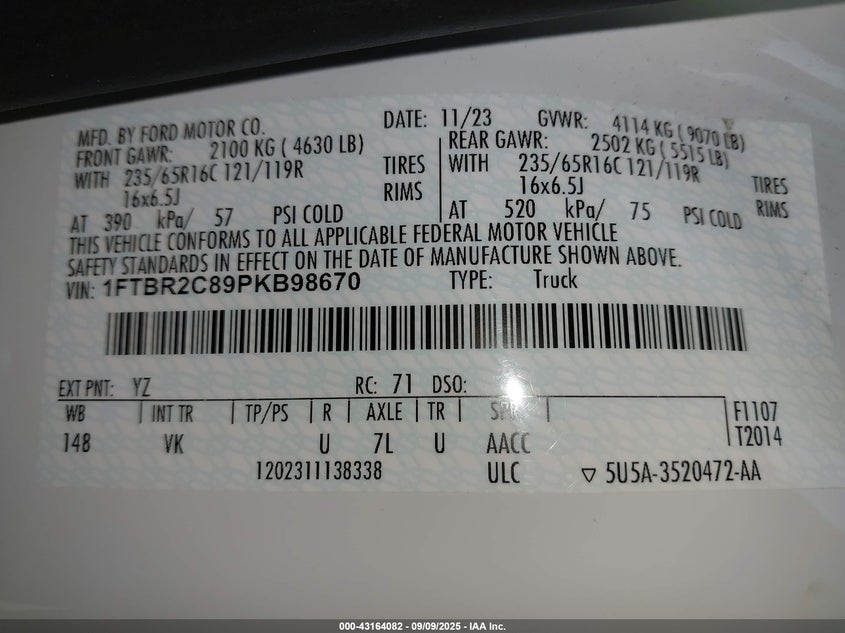 MFD. BY FORD MOTOR CO. DATE: 11/23 GVWR: 4114 KG ( 9070 LB)
FRONT GAWR: 2100 KG ( 4630 LB) REAR GAWR: 2502 KG ( 5515 LB)
WITH 235/65R16C 121/119R TIRES WITH 235/65R16C 121/119R TIRES
16x6.5J RIMS 16x6.5J RIMS
AT 390 kPa/ 57 PSI COLD AT 520 kPa/ 75 PSI COLD
THIS VEHICLE CONFORMS TO ALL APPLICABLE FEDERAL MOTOR VEHICLE
SAFETY STANDARDS IN EFFECT ON THE DATE OF MANUFACTURE SHOWN ABOVE.
VIN: 1FTBR2C89PKB98670 TYPE: Truck
EXT PNT: YZ RC: 71 DSO:
WB INT TR TP/PS R AXLE TR F1107
148 VK U 7L U AACC T2014
1202311138338 ULC ▽ 5U5A-3520472-AA
000-43164082 - 09/09/2025 - IAA Inc.